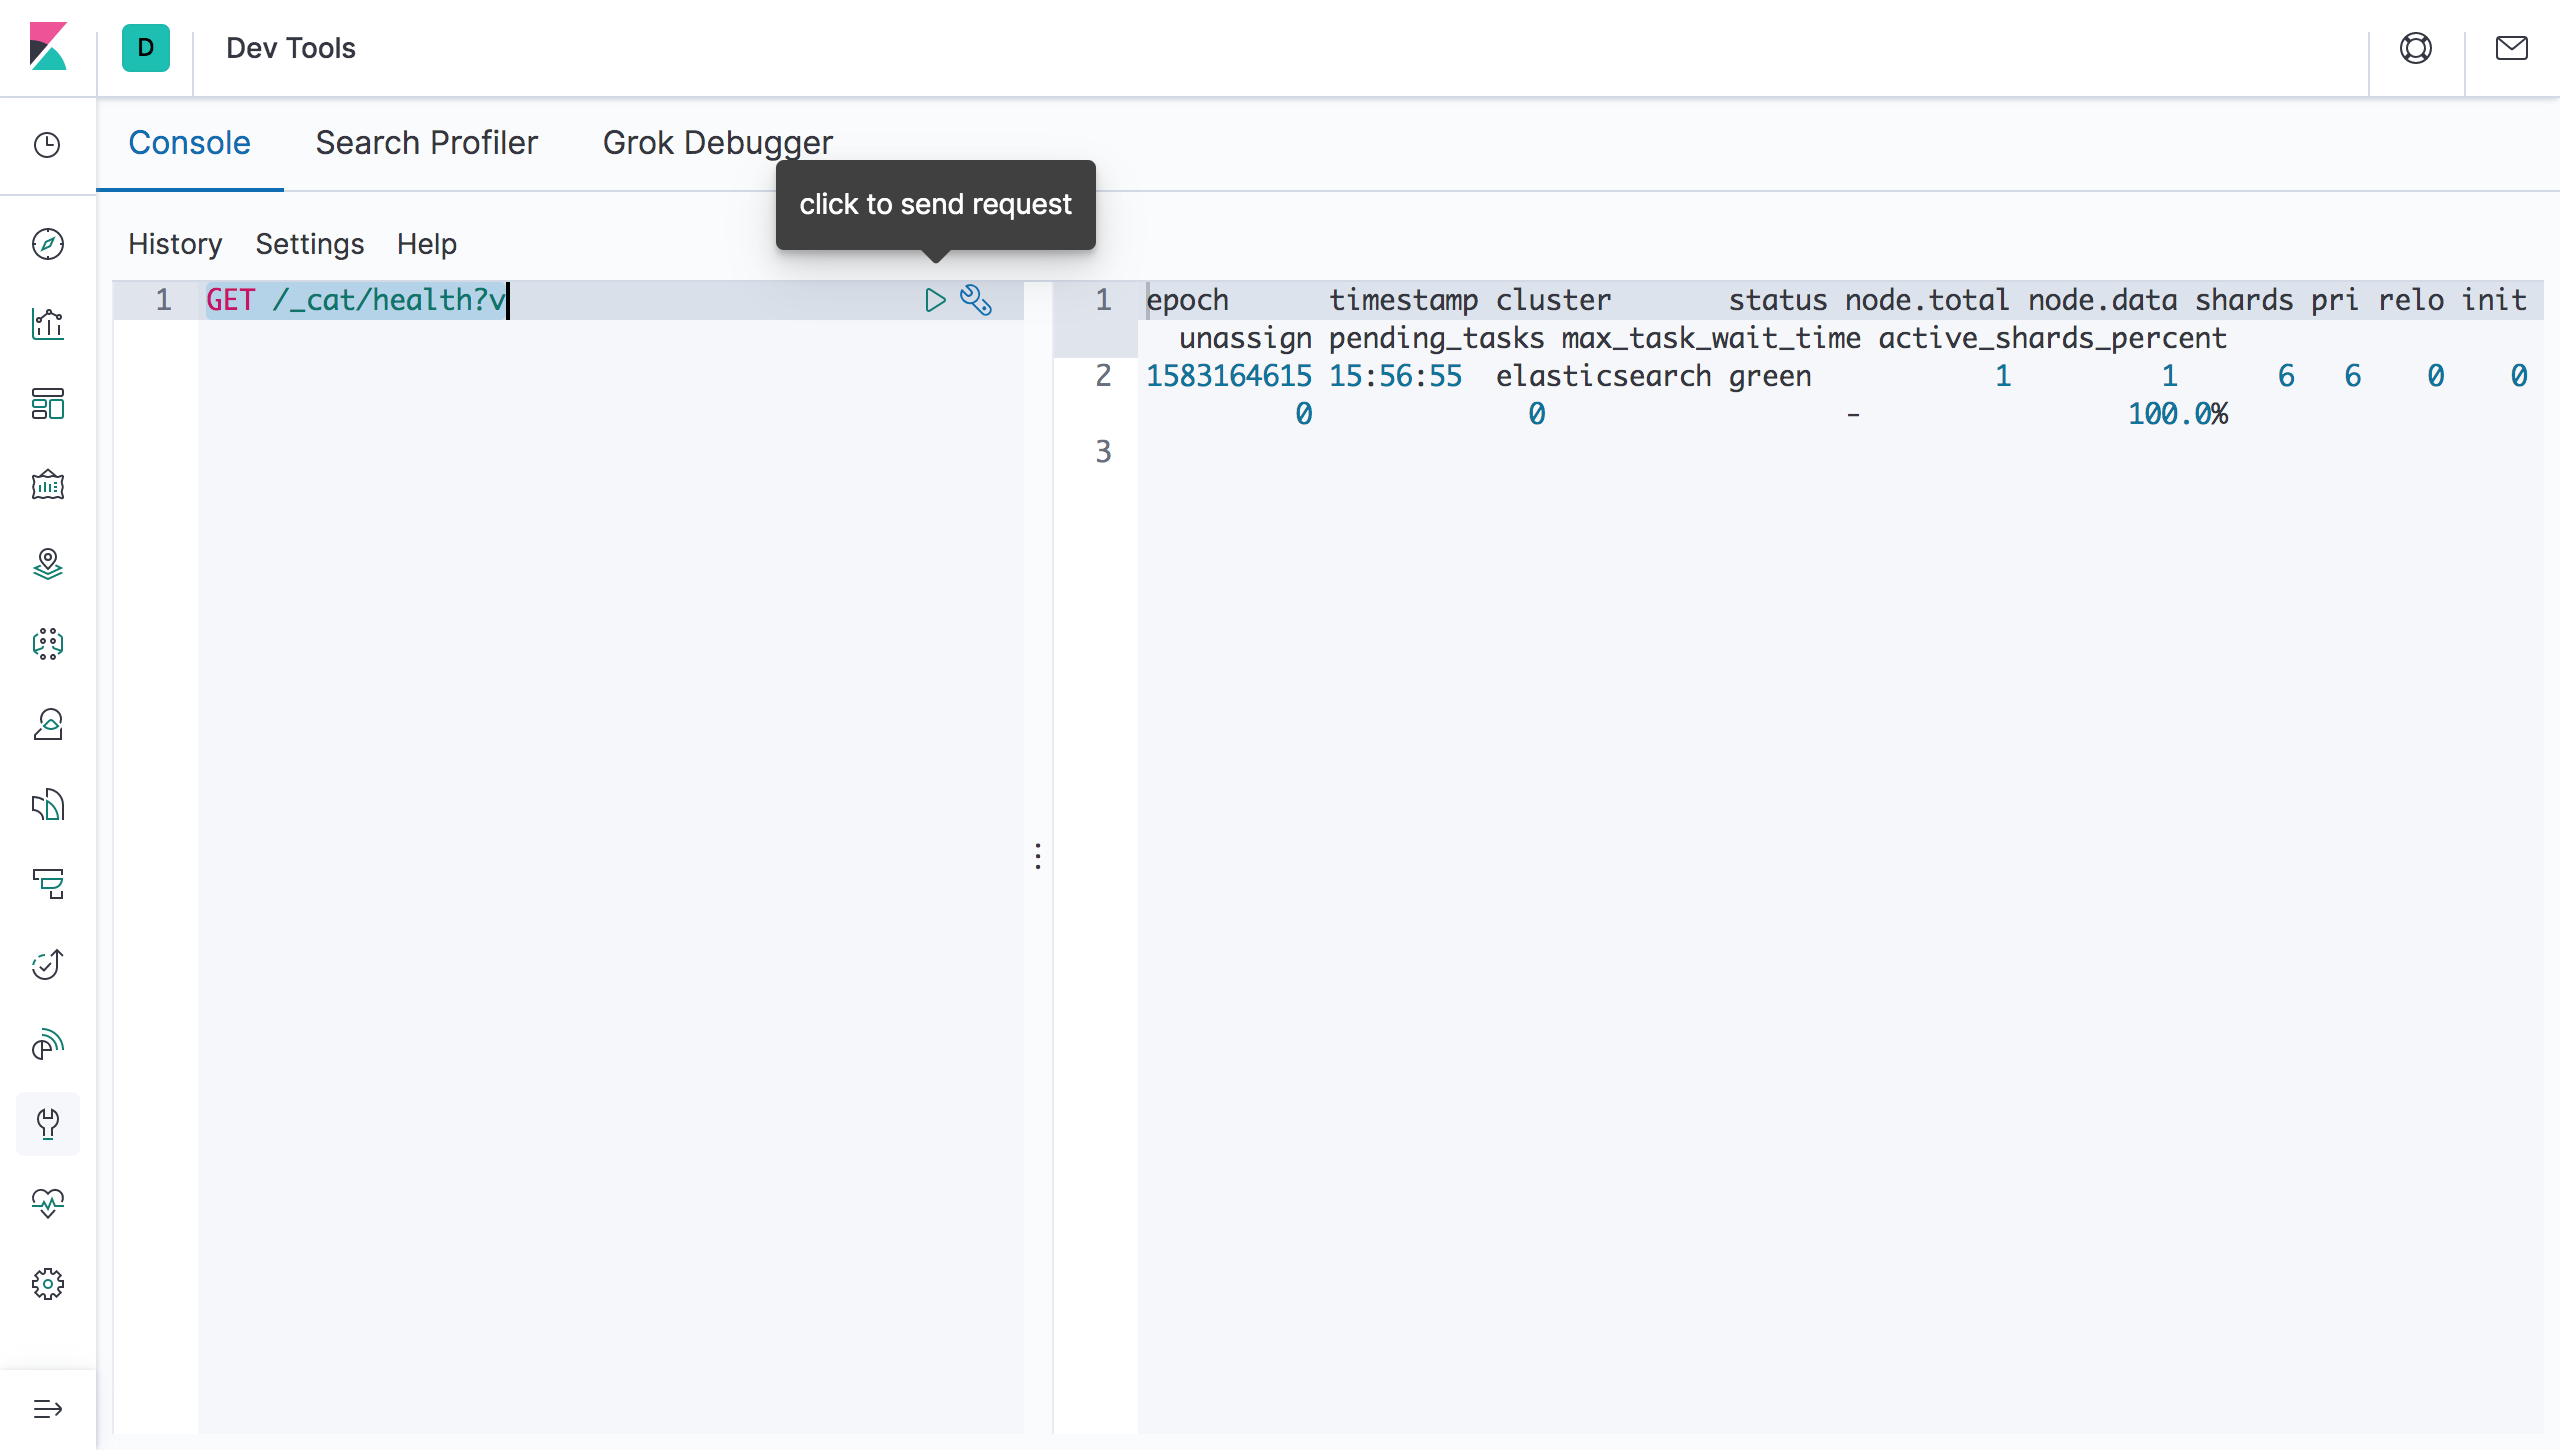 D Dev Tools
Console Search Profiler Grok Debugger
click to send request
History Settings Help
1 GET /_cat/health?v
1 epoch timestamp cluster status node.total node.data shards pri relo init
unassign pending_tasks max_task_wait_time active_shards_percent
2 1583164615 15:56:55 elasticsearch green 1 1 6 6 0 0
0 0 - 100.0%
3